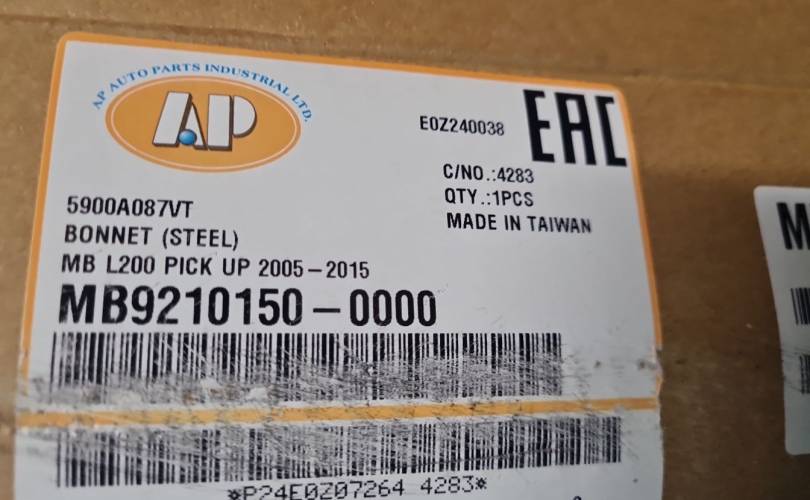 AP AUTO PARTS INDUSTRIAL LTD.
AP
E0Z240038
EAC
C/NO.:4283
QTY.:1PCS
MADE IN TAIWAN
5900A087VT
BONNET (STEEL)
MB L200 PICK UP 2005-2015
MB9210150-0000
*P24E0Z07264 4283*
M